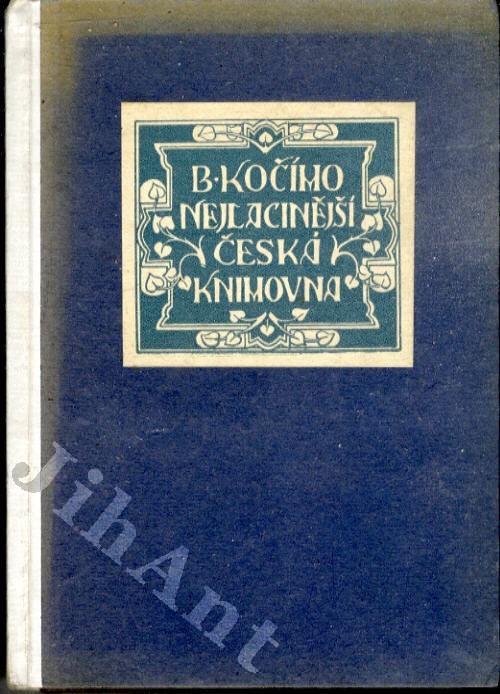 B·KOČÍHO
NEJLACINĚJŠÍ
ČESKÁ
KNIHOVNA
JihAnt